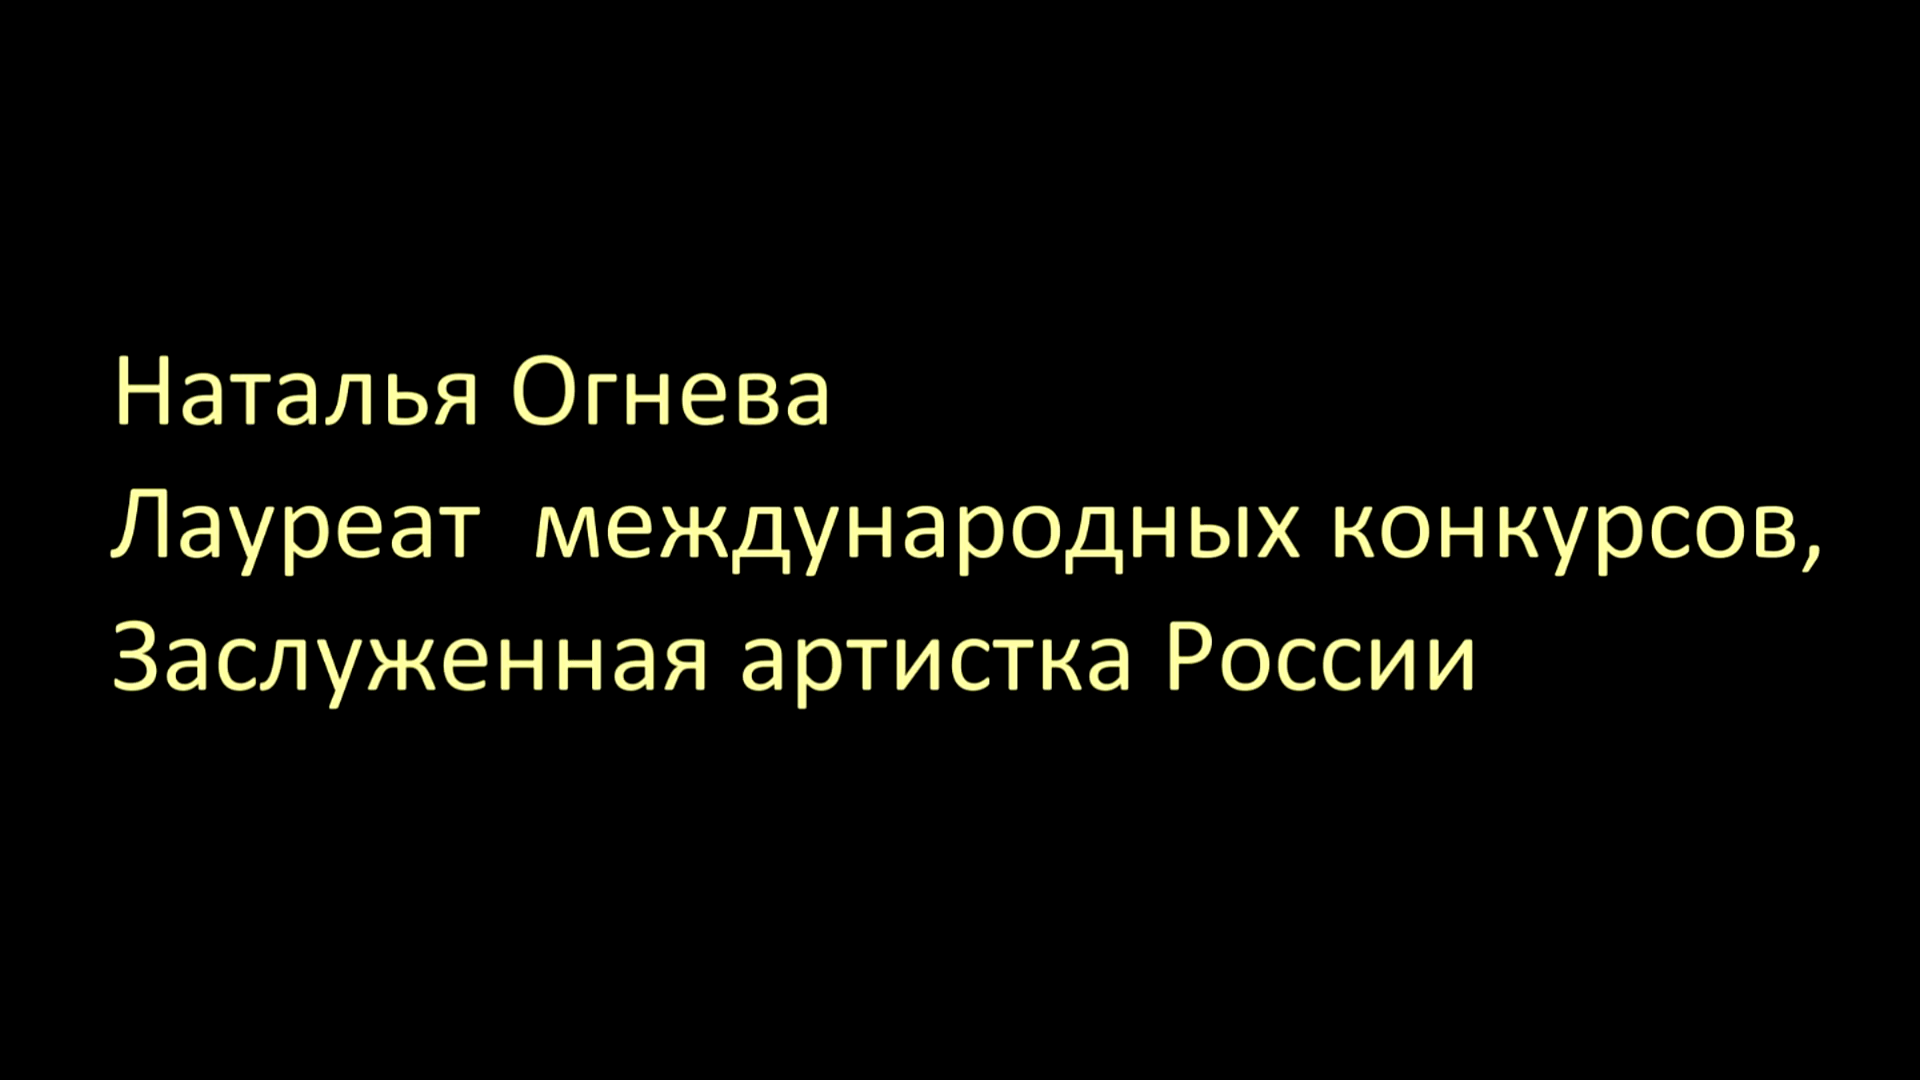 Наталья Огнева
Лауреат  международных конкурсов,
Заслуженная артистка России